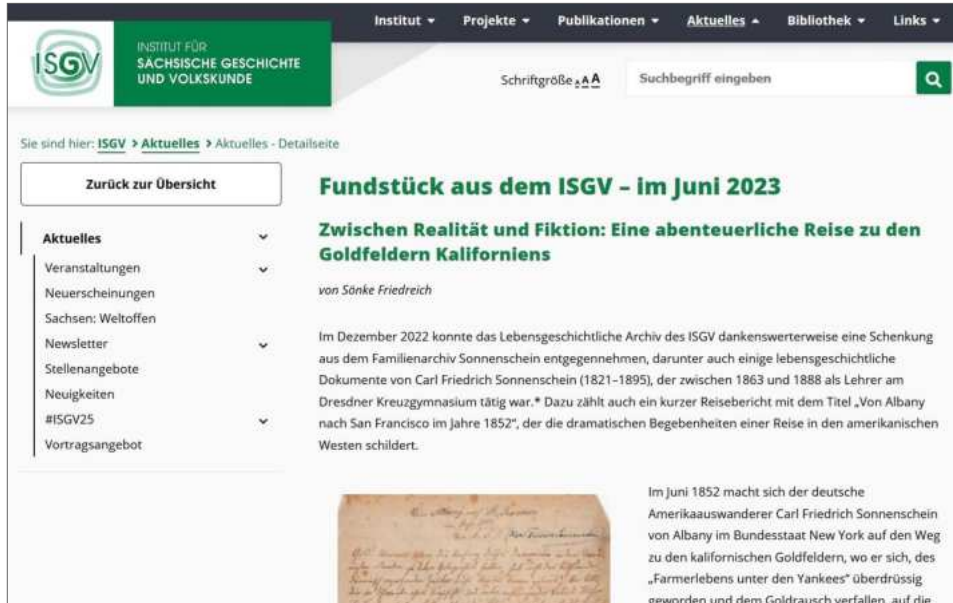 Institut Projekte Publikationen Aktuelles Bibliothek Links
ISGV
INSTITUT FÜR
SÄCHSISCHE GESCHICHTE
UND VOLKSKUNDE
Schriftgröße A A A
Suchbegriff eingeben
Sie sind hier: ISGV > Aktuelles > Aktuelles - Detailseite
Zurück zur Übersicht
Aktuelles
Veranstaltungen
Neuerscheinungen
Sachsen: Weltoffen
Newsletter
Stellenangebote
Neuigkeiten
#ISGV25
Vortragsangebot
Fundstück aus dem ISGV – im Juni 2023
Zwischen Realität und Fiktion: Eine abenteuerliche Reise zu den
Goldfeldern Kaliforniens
von Sönke Friedreich
Im Dezember 2022 konnte das Lebensgeschichtliche Archiv des ISGV dankenswerterweise eine Schenkung
aus dem Familienarchiv Sonnenschein entgegennehmen, darunter auch einige lebensgeschichtliche
Dokumente von Carl Friedrich Sonnenschein (1821–1895), der zwischen 1863 und 1888 als Lehrer am
Dresdner Kreuzgymnasium tätig war.* Dazu zählt auch ein kurzer Reisebericht mit dem Titel „Von Albany
nach San Francisco im Jahre 1852“, der die dramatischen Begebenheiten einer Reise in den amerikanischen
Westen schildert.
Im Juni 1852 macht sich der deutsche
Amerikaauswanderer Carl Friedrich Sonnenschein
von Albany im Bundesstaat New York auf den Weg
zu den kalifornischen Goldfeldern, wo er sich, des
„Farmerlebens unter den Yankees“ überdrüssig
geworden und dem Goldrausch verfallen, auf die